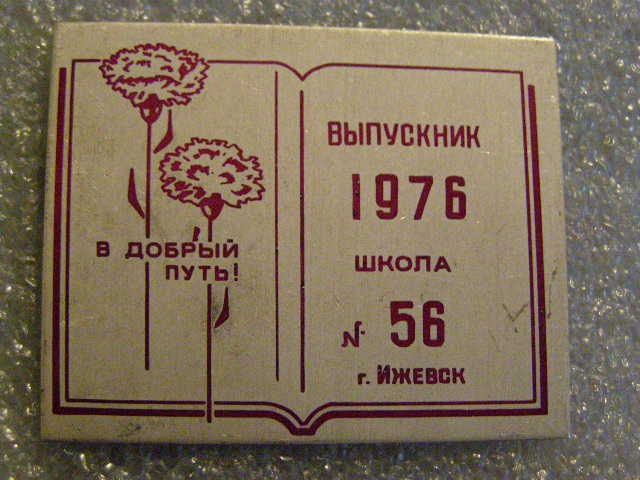 В ДОБРЫЙ
ПУТЬ!
ВЫПУСКНИК
1976
ШКОЛА
№ 56
г. ИЖЕВСК